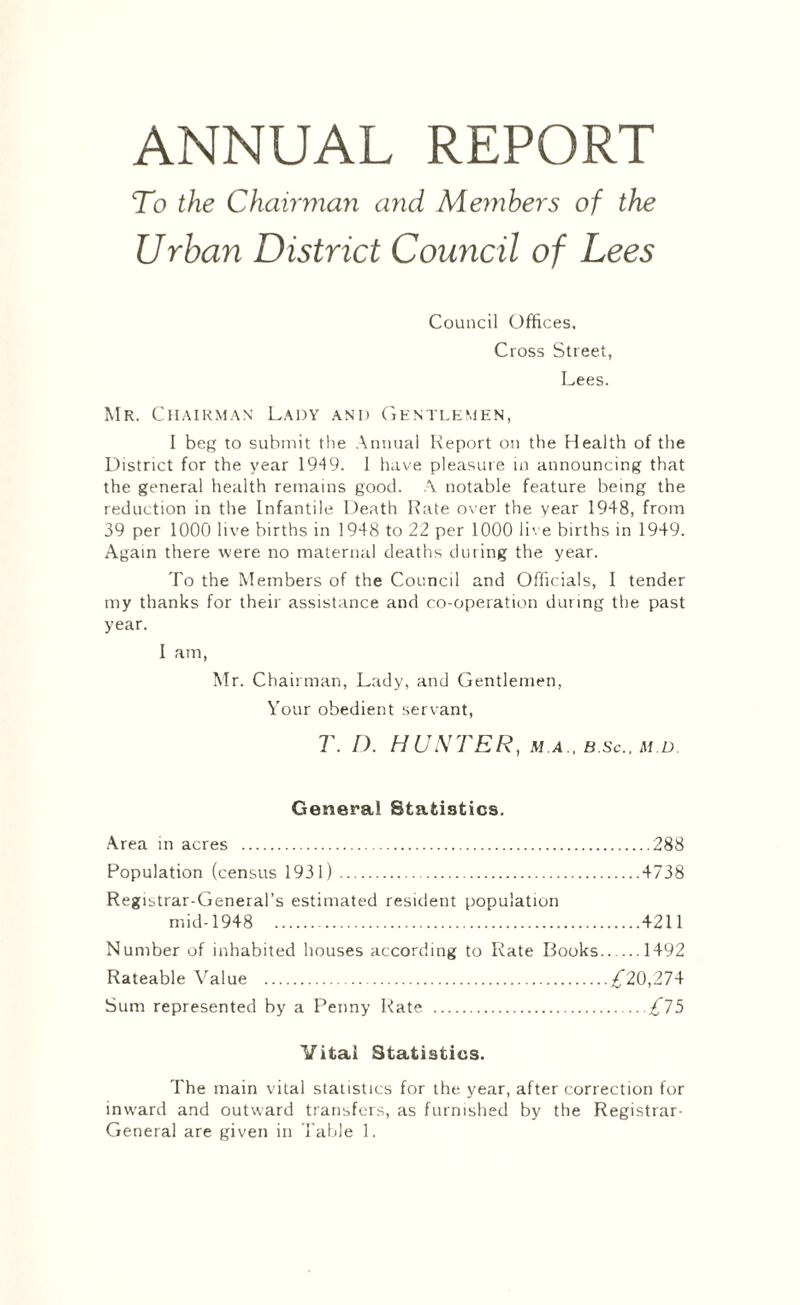 ANNUAL REPORT
To the Chairman and Members of the
Urban District Council of Lees
Council Offices,
Cross Street,
Lees.
Mr. Chairman Lady and Gentlemen,
I beg to submit the Annual Report on the Health of the
District for the year 1949. I have pleasure in announcing that
the general health remains good. A notable feature being the
reduction in the Infantile Death Rate over the year 1948, from
39 per 1000 live births in 1948 to 22 per 1000 live births in 1949.
Again there were no maternal deaths during the year.
To the Members of the Council and Officials, I tender
my thanks for their assistance and co-operation during the past
year.
I am,
Mr. Chairman, Lady, and Gentlemen,
Your obedient servant,
T. D. HUNTER, M.A., B.Sc., M.D.
General Statistics.
Area in acres ........ 288
Population (census 1931) ........ 4738
Registrar-General's estimated resident population
mid-1948 ........ 4211
Number of inhabited houses according to Rate Books ...... 1492
Rateable Value ........ £20,274
Sum represented by a Penny Rate ........ £75
Vital Statistics.
The main vital statistics for the year, after correction for
inward and outward transfers, as furnished by the Registrar-
General are given in Table 1.